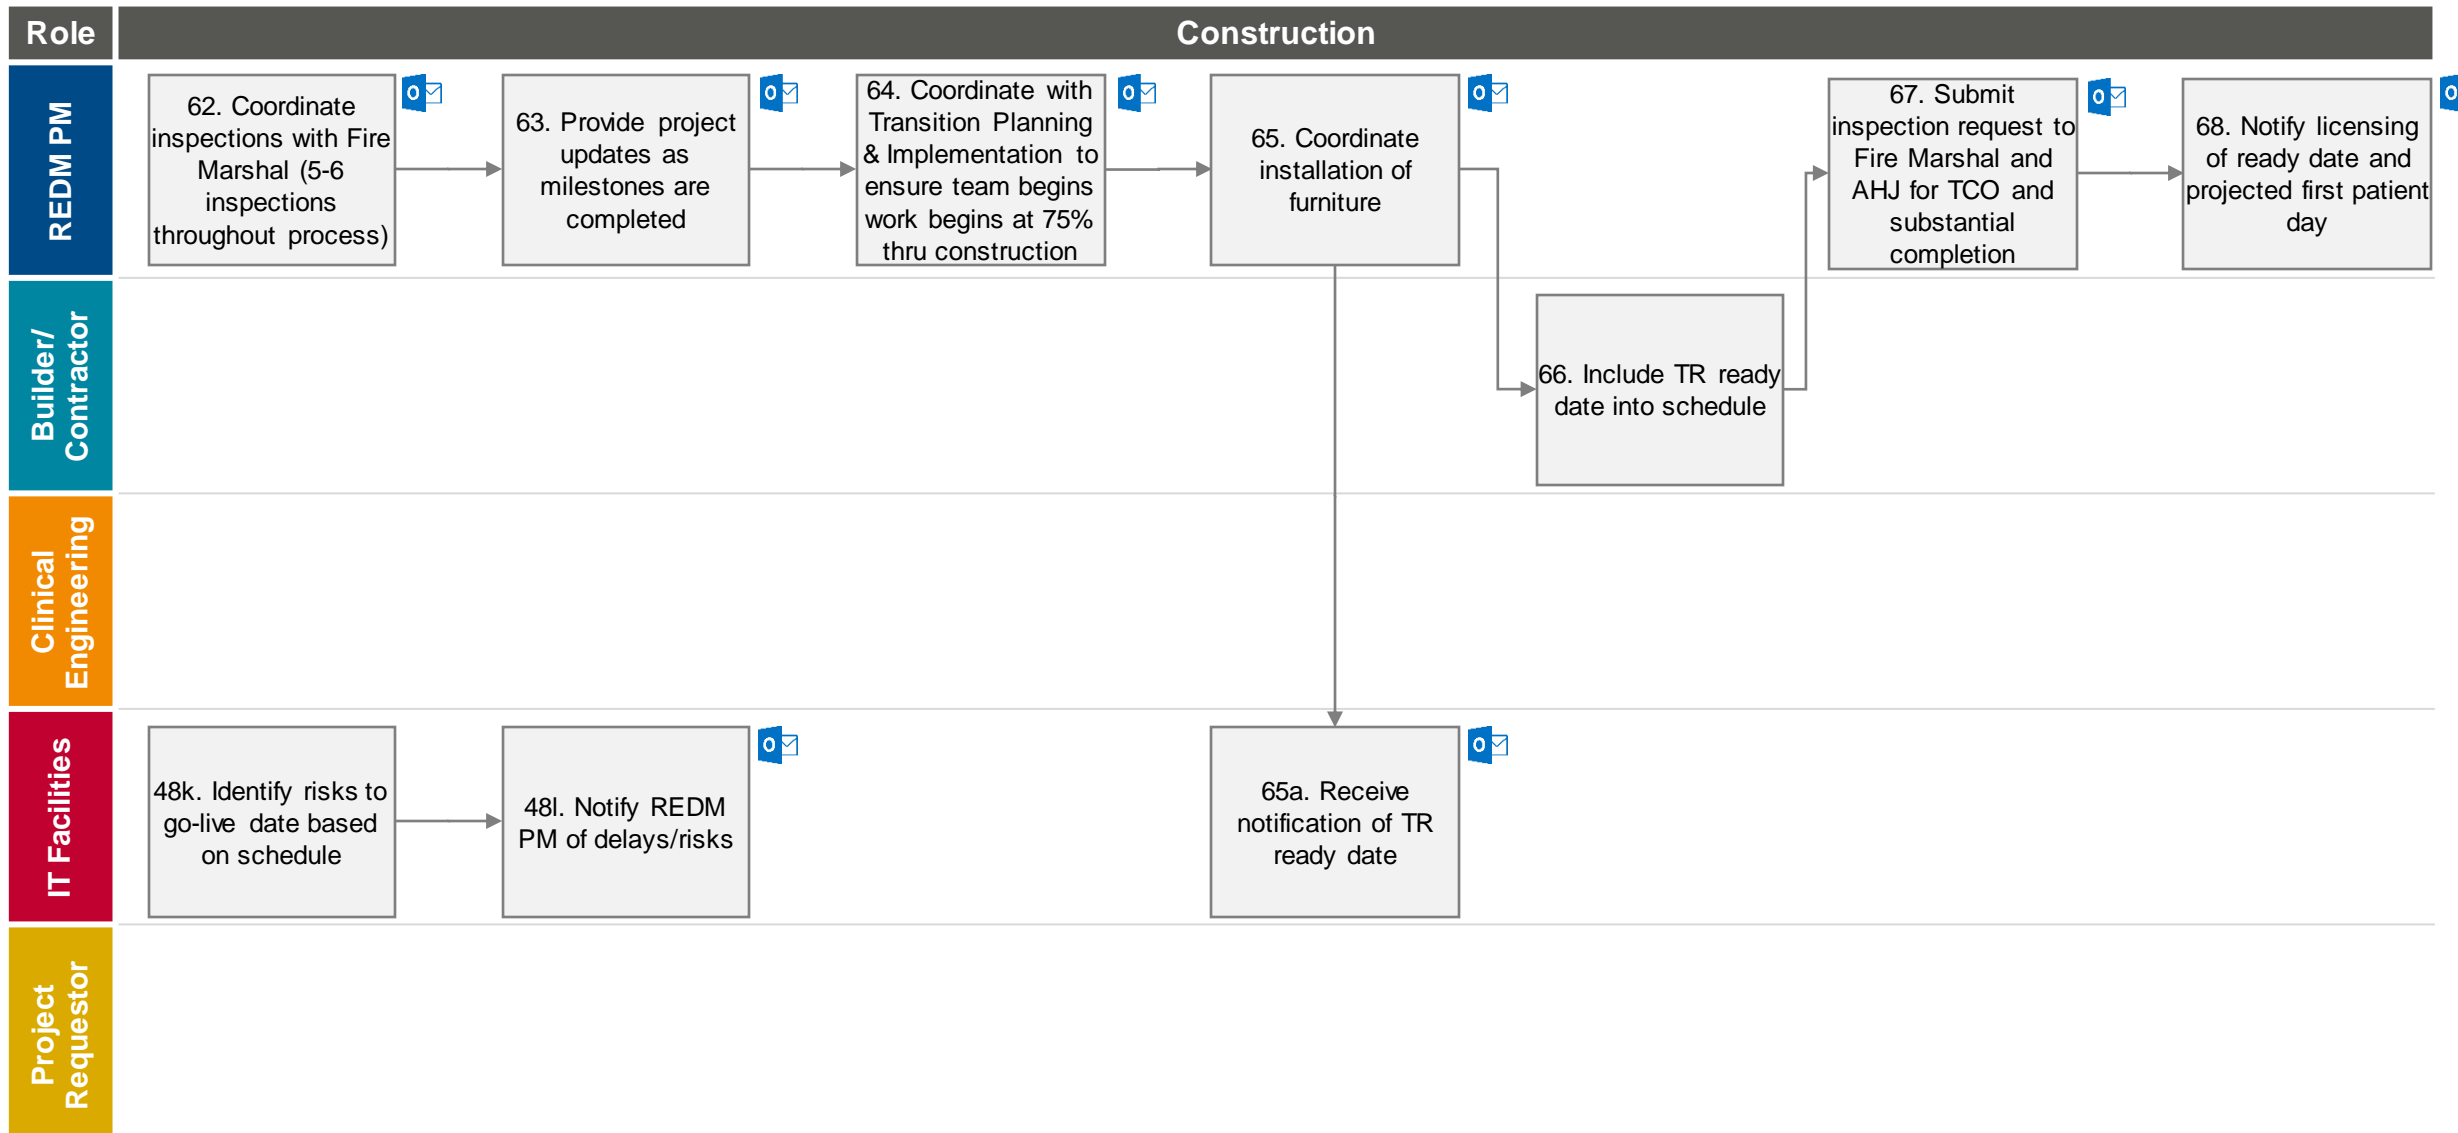 Role
Construction
REDM PM
62. Coordinate
inspections with Fire
Marshal (5-6
inspections
throughout process)
63. Provide project
updates as
milestones are
completed
64. Coordinate with
Transition Planning
& Implementation to
ensure team begins
work begins at 75%
thru construction
65. Coordinate
installation of
furniture
67. Submit
inspection request to
Fire Marshal and
AHJ for TCO and
substantial
completion
68. Notify licensing
of ready date and
projected first patient
day
Builder/
Contractor
66. Include TR ready
date into schedule
Clinical
Engineering
IT Facilities
48k. Identify risks to
go-live date based
on schedule
48l. Notify REDM
PM of delays/risks
65a. Receive
notification of TR
ready date
Project
Requestor